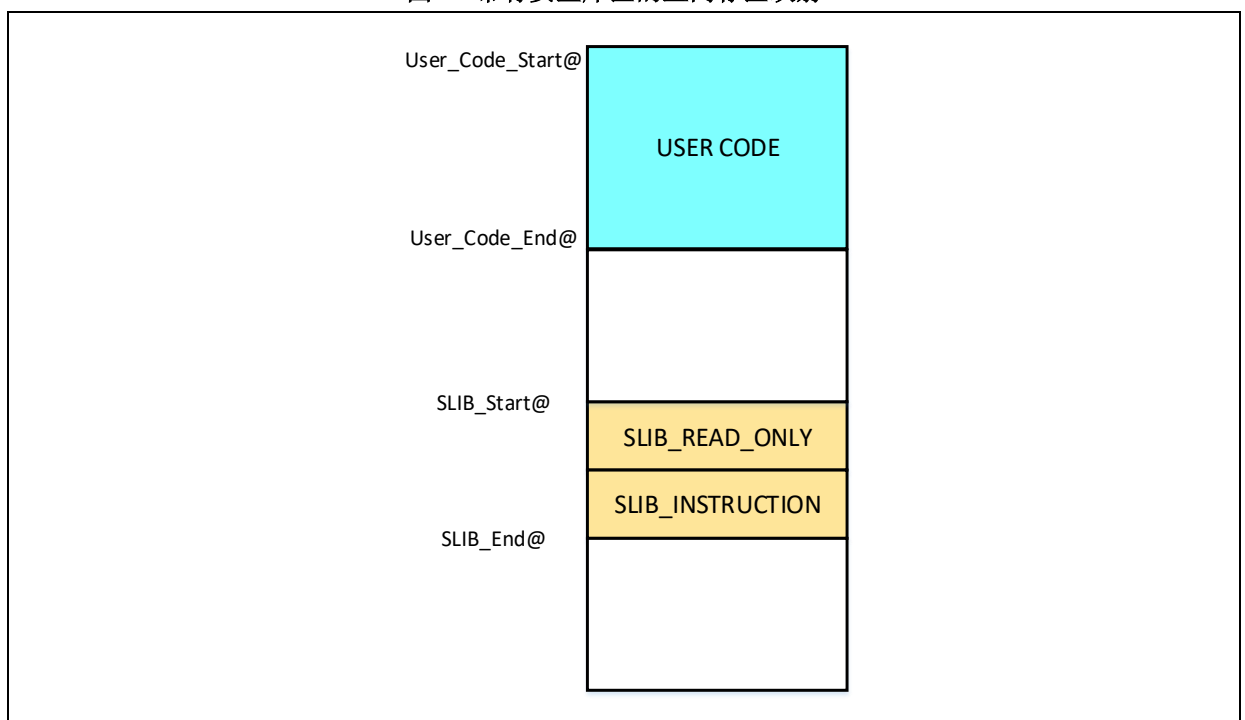 User_Code_Start@
USER CODE
User_Code_End@
SLIB_Start@
SLIB_READ_ONLY
SLIB_INSTRUCTION
SLIB_End@